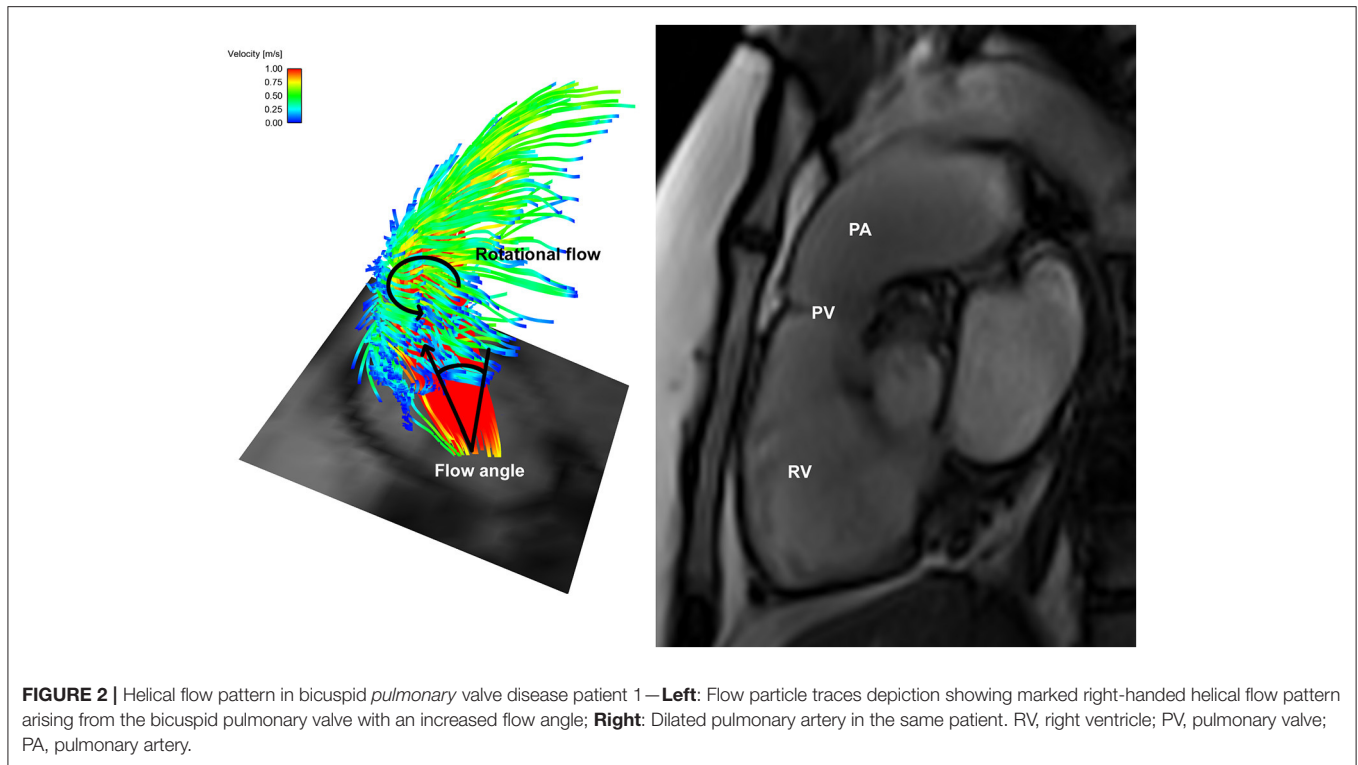 Velocity [m/s]
1.00
0.75
0.50
0.25
0.00
Rotational flow
Flow angle
PA
PV
RV
FIGURE 2 | Helical flow pattern in bicuspid pulmonary valve disease patient 1—Left: Flow particle traces depiction showing marked right-handed helical flow pattern
arising from the bicuspid pulmonary valve with an increased flow angle; Right: Dilated pulmonary artery in the same patient. RV, right ventricle; PV, pulmonary valve;
PA, pulmonary artery.